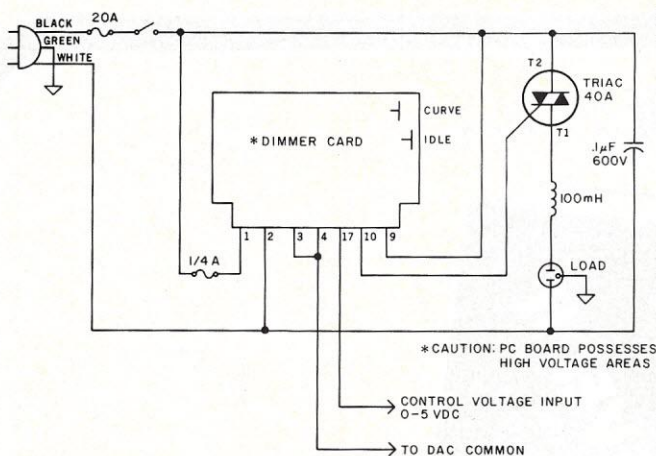 BLACK
20A
GREEN
WHITE
T2
TRIAC
40A
T1
CURVE
IDLE
* DIMMER CARD
.1µF
600V
100mH
1/4 A
1 2 3 4 17 10 9
LOAD
*CAUTION: PC BOARD POSSESSES
HIGH VOLTAGE AREAS
CONTROL VOLTAGE INPUT
0-5 VDC
TO DAC COMMON